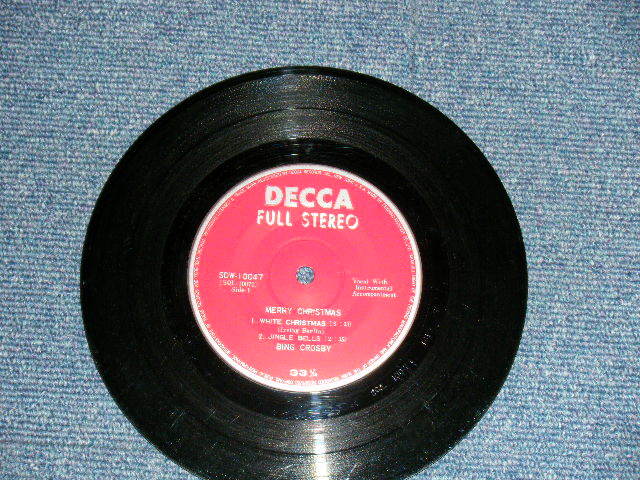 DECCA
FULL STEREO
SDW-10047
Side 1
Vocal With
Instrumental
Accompaniment
MERRY CHRISTMAS
1. WHITE CHRISTMAS
(Irving Berlin)
2. JINGLE BELLS
BING CROSBY
33⅓